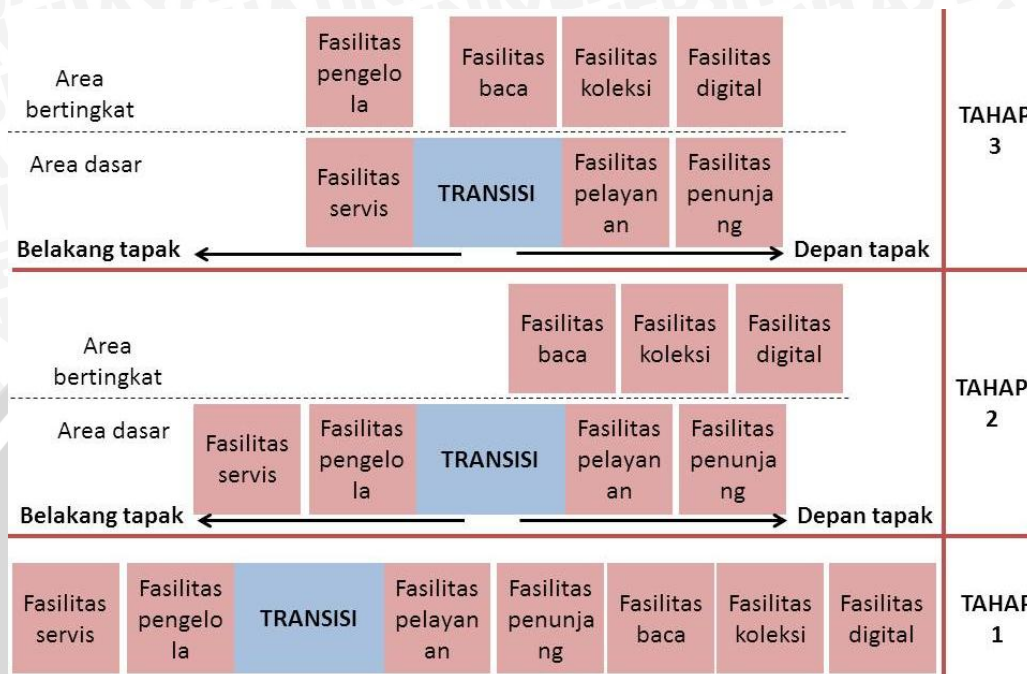 Area
bertingkat
Fasilitas
pengelo
la
Fasilitas
baca
Fasilitas
koleksi
Fasilitas
digital
TAHAP
3
Area dasar
Fasilitas
servis
TRANSISI
Fasilitas
pelayan
an
Fasilitas
penunja
ng
Belakang tapak
Depan tapak
Area
bertingkat
Fasilitas
baca
Fasilitas
koleksi
Fasilitas
digital
TAHAP
2
Area dasar
Fasilitas
servis
Fasilitas
pengelo
la
TRANSISI
Fasilitas
pelayan
an
Fasilitas
penunja
ng
Belakang tapak
Depan tapak
Fasilitas
servis
Fasilitas
pengelo
la
TRANSISI
Fasilitas
pelayan
an
Fasilitas
penunja
ng
Fasilitas
baca
Fasilitas
koleksi
Fasilitas
digital
TAHAP
1